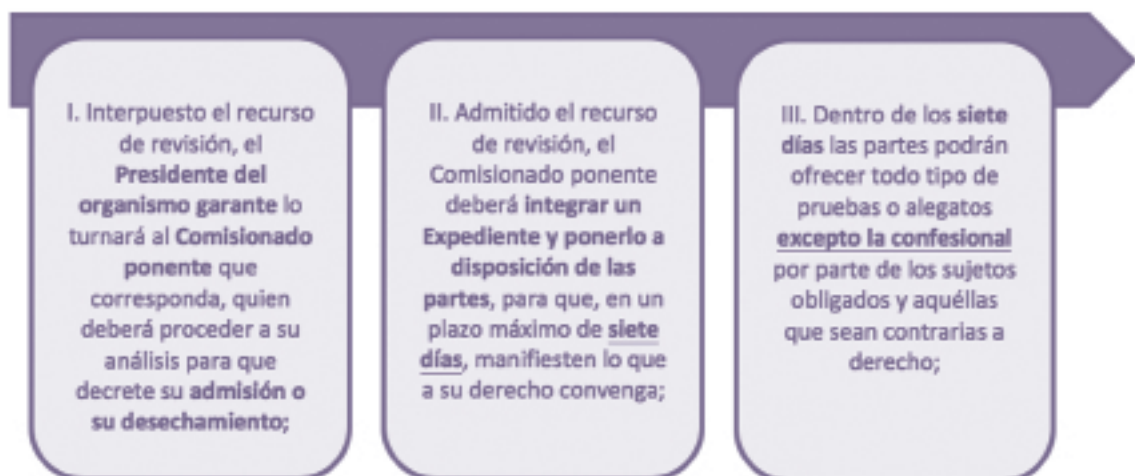 I. Interpuesto el recurso
de revisión, el
Presidente del
organismo garante lo
turnará al Comisionado
ponente que
corresponda, quien
deberá proceder a su
análisis para que
decrete su admisión o
su desechamiento;
II. Admitido el recurso
de revisión, el
Comisionado ponente
deberá integrar un
Expediente y ponerlo a
disposición de las
partes, para que, en un
plazo máximo de siete
días, manifiesten lo que
a su derecho convenga;
III. Dentro de los siete
días las partes podrán
ofrecer todo tipo de
pruebas o alegatos
excepto la confesional
por parte de los sujetos
obligados y aquéllas
que sean contrarias a
derecho;